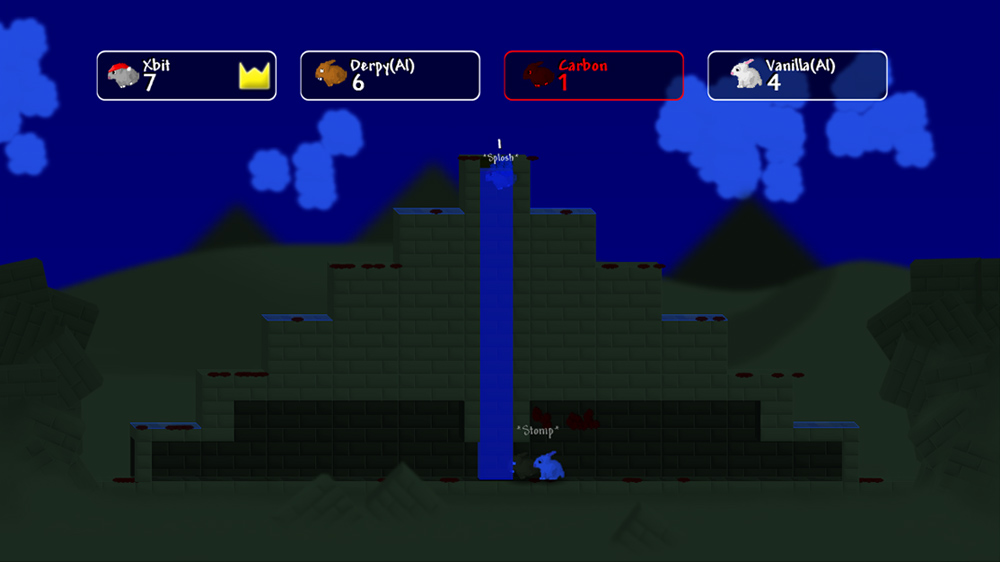 Xbit
7
Derpy(AI)
6
Carbon
1
Vanilla(AI)
4
1
*Splosh*
*Stomp*